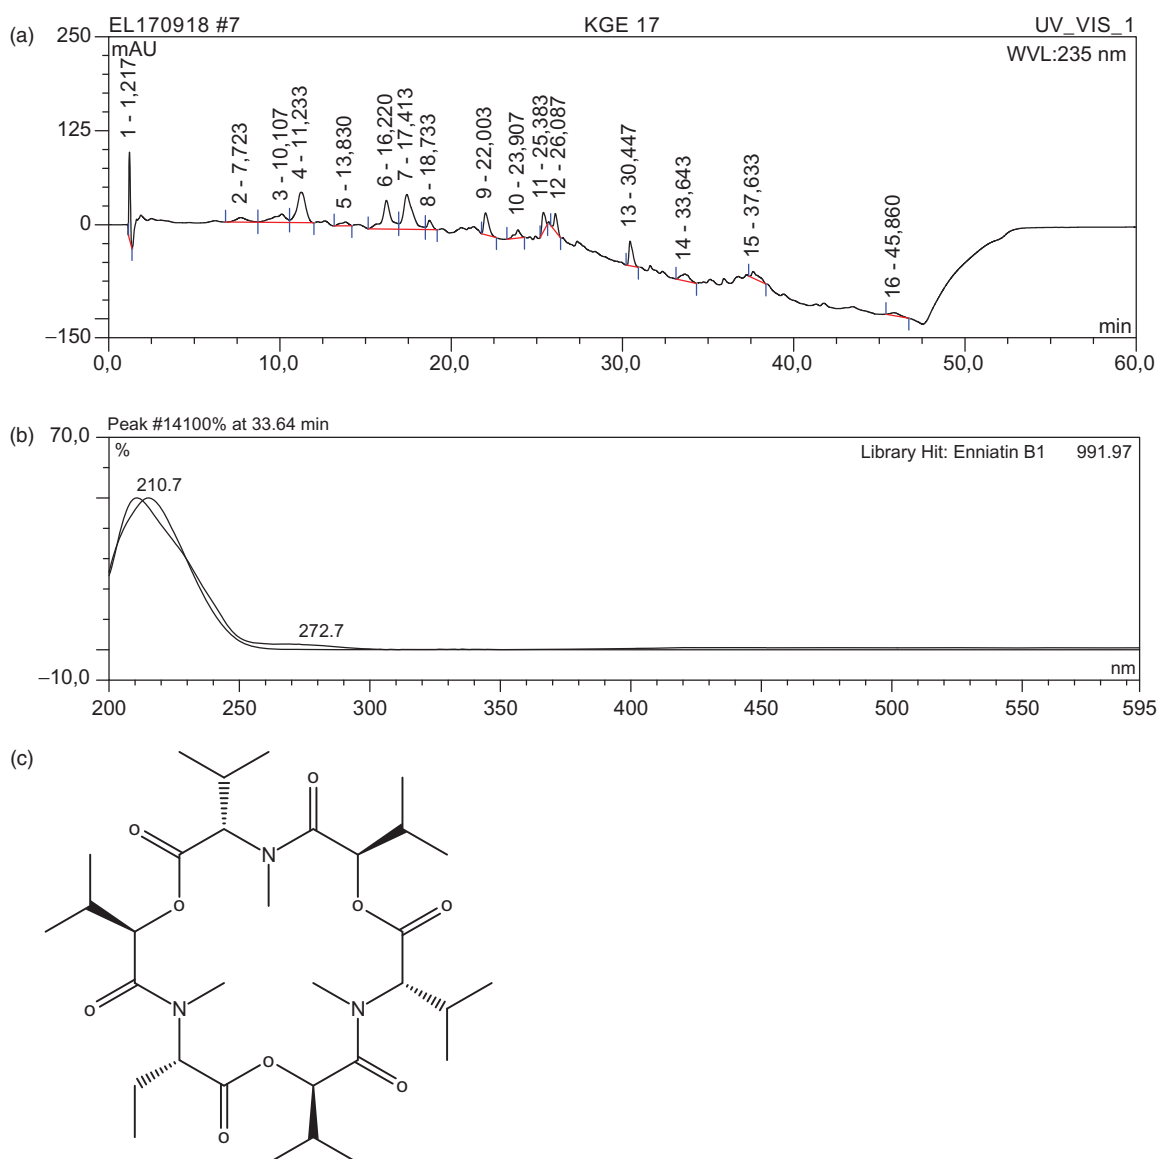 (a)
EL170918 #7 KGE 17 UV_VIS_1
250
mAU
WVL:235 nm
125
0
−150
1 - 1,217
2 - 7,723
3 - 10,107
4 - 11,233
5 - 13,830
6 - 16,220
7 - 17,413
8 - 18,733
9 - 22,003
10 - 23,907
11 - 25,383
12 - 26,087
13 - 30,447
14 - 33,643
15 - 37,633
16 - 45,860
min
0,0 10,0 20,0 30,0 40,0 50,0 60,0
(b)
Peak #14100% at 33.64 min
70,0
%
Library Hit: Enniatin B1 991.97
210.7
272.7
−10,0
nm
200 250 300 350 400 450 500 550 595
(c)
O
O
N
O
O
O
O
N
N
O
O
O
O
O